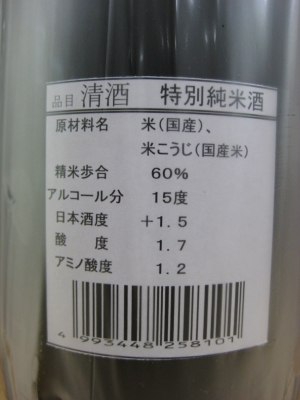 品目 清酒 特別純米酒
原材料名 米(国産)、
米こうじ(国産米)
精米歩合 60%
アルコール分 15度
日本酒度 +1.5
酸 度 1.7
アミノ酸度 1.2
4 993448 258101